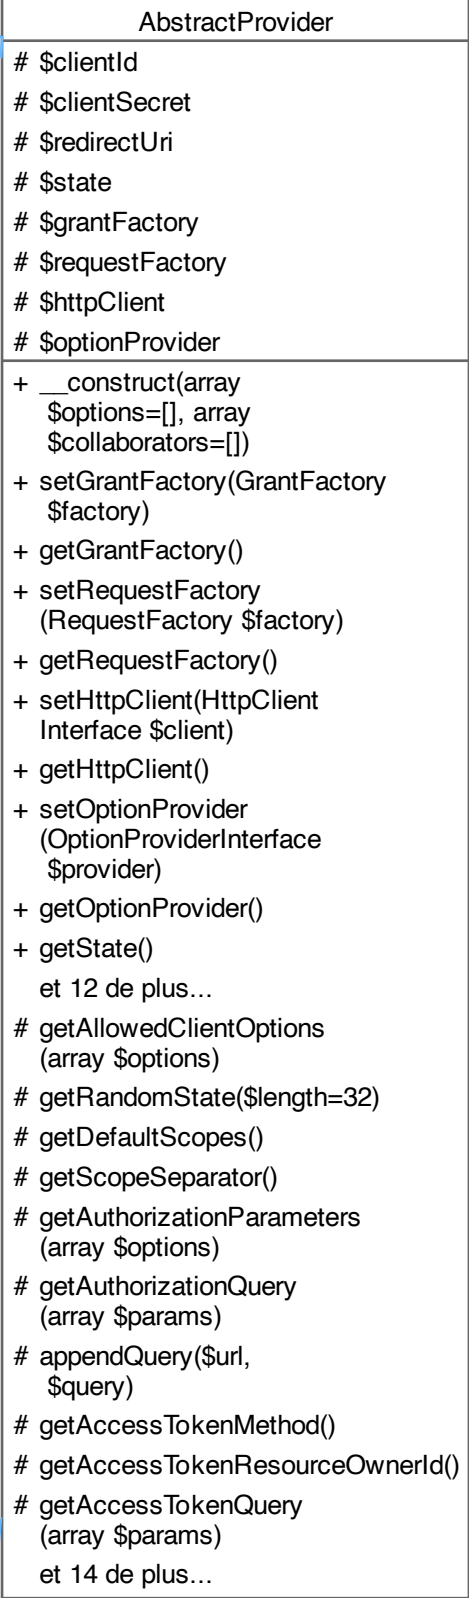 AbstractProvider
# $clientId
# $clientSecret
# $redirectUri
# $state
# $grantFactory
# $requestFactory
# $httpClient
# $optionProvider
+ __construct(array
$options=[], array
$collaborators=[])
+ setGrantFactory(GrantFactory
$factory)
+ getGrantFactory()
+ setRequestFactory
(RequestFactory $factory)
+ getRequestFactory()
+ setHttpClient(HttpClient
Interface $client)
+ getHttpClient()
+ setOptionProvider
(OptionProviderInterface
$provider)
+ getOptionProvider()
+ getState()
et 12 de plus...
# getAllowedClientOptions
(array $options)
# getRandomState($length=32)
# getDefaultScopes()
# getScopeSeparator()
# getAuthorizationParameters
(array $options)
# getAuthorizationQuery
(array $params)
# appendQuery($url,
$query)
# getAccessTokenMethod()
# getAccessTokenResourceOwnerId()
# getAccessTokenQuery
(array $params)
et 14 de plus...